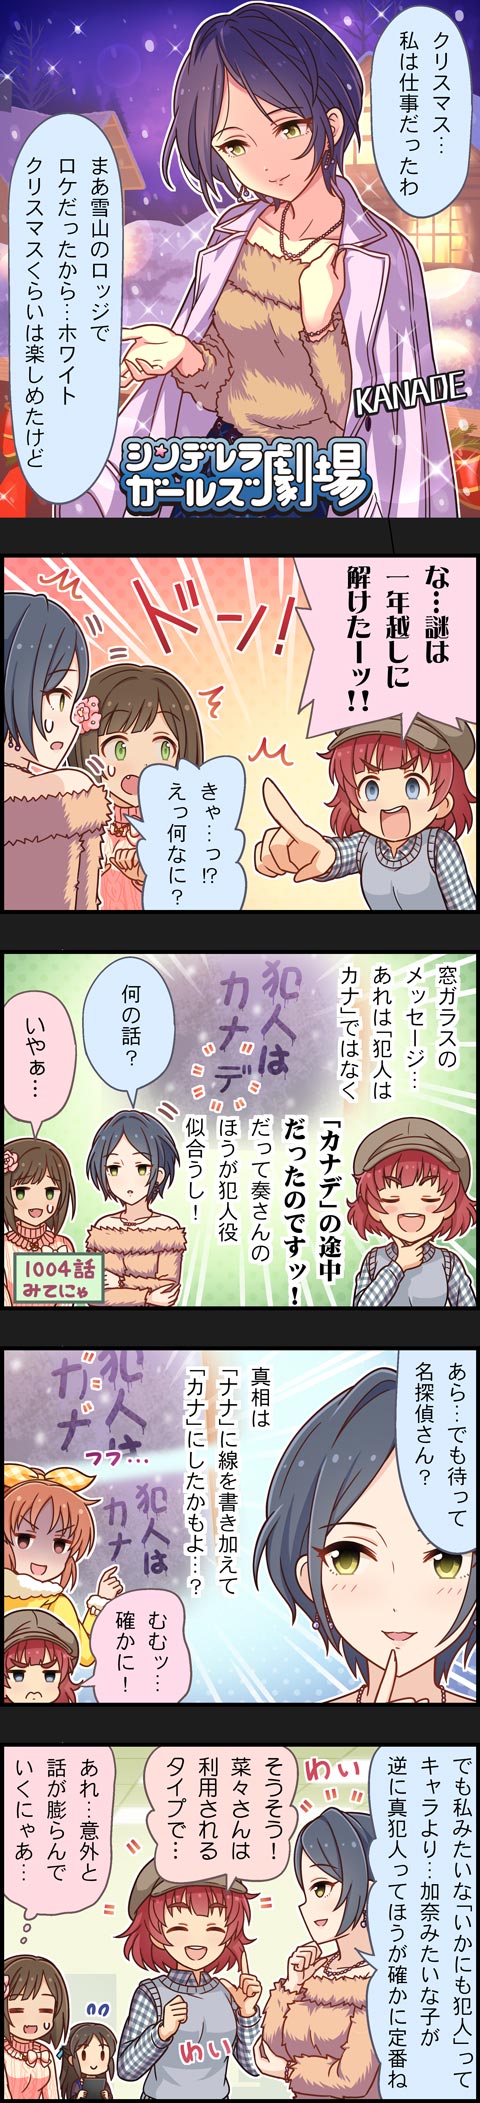 クリスマス…
私は仕事だったわ
まあ雪山のロッジで
ロケだったから…ホワイト
クリスマスくらいは楽しめたけど
KANADE
シンデレラ
ガールズ劇場
な…謎は
一年越しに
解けたーッ!!
ドン!
きゃ…っ!?
えっ何なに?
窓ガラスの
メッセージ…
あれは「犯人は
カナ」ではなく
「カナデ」の途中
だったのですッ!
だって奏さんの
ほうが犯人役
似合うし!
犯人は
カナデ
何の話?
いやぁ…
1004話
みてにゃ
あら…でも待って
名探偵さん?
真相は
「ナナ」に線を書き加えて
「カナ」にしたかもよ…?
犯人は
カナ
フフ…
犯人は
カナ
むむッ…
確かに!
でも私みたいな「いかにも犯人」って
キャラより…加奈みたいな子が
逆に真犯人ってほうが確かに定番ね
わい
そうそう!
菜々さんは
利用される
タイプで…
わい
あれ…意外と
話が膨らんで
いくにゃあ…